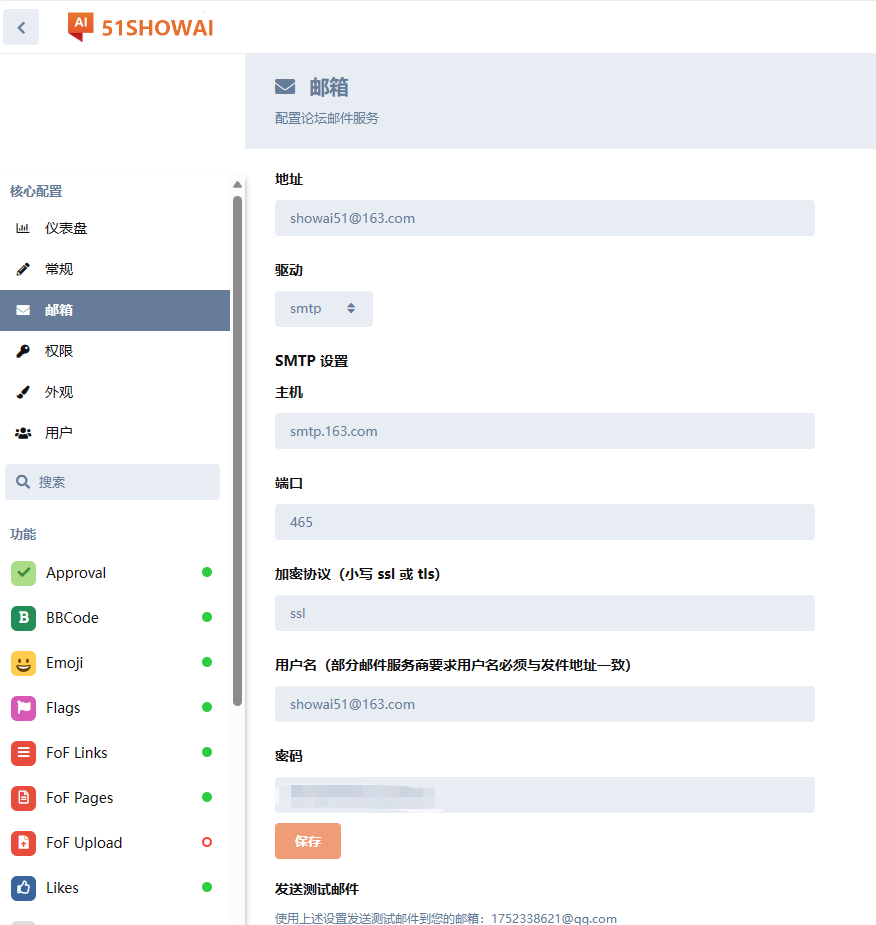 AI 51SHOWAI
邮箱
配置论坛邮件服务
核心配置
仪表盘
常规
邮箱
权限
外观
用户
搜索
功能
Approval
B BBCode
Emoji
Flags
FoF Links
FoF Pages
FoF Upload
Likes
地址
showai51@163.com
驱动
smtp
SMTP 设置
主机
smtp.163.com
端口
465
加密协议（小写 ssl 或 tls）
ssl
用户名（部分邮件服务商要求用户名必须与发件地址一致）
showai51@163.com
密码
保存
发送测试邮件
使用上述设置发送测试邮件到您的邮箱：1752338621@qq.com